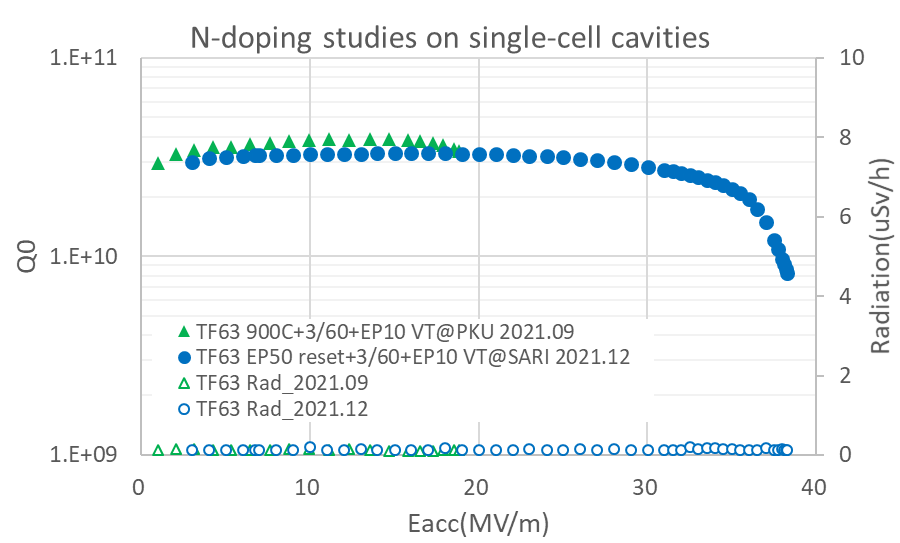 N-doping studies on single-cell cavities
1.E+11
1.E+10
1.E+09
Q0
10
8
6
4
2
0
Radiation(uSv/h)
TF63 900C+3/60+EP10 VT@PKU 2021.09
TF63 EP50 reset+3/60+EP10 VT@SARI 2021.12
TF63 Rad_2021.09
TF63 Rad_2021.12
0 10 20 30 40
Eacc(MV/m)